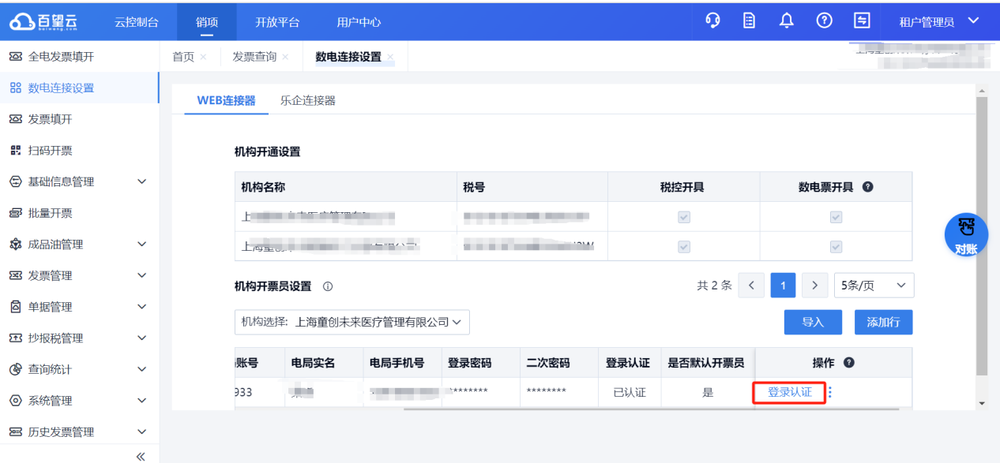 百望云 云控制台 销项 开放平台 用户中心 租户管理员
baiwang.com
全电发票填开 首页 × 发票查询 × 数电连接设置 ×
数电连接设置
WEB连接器 乐企连接器
发票填开
扫码开票
机构开通设置
基础信息管理
机构名称 税号 税控开具 数电票开具
批量开票
成品油管理
对账
发票管理
机构开票员设置 共 2 条 1 5条/页
单据管理
机构选择: 上海童创未来医疗管理有限公司 导入 添加行
抄报税管理
账号 电局实名 电局手机号 登录密码 二次密码 登录认证 是否默认开票员 操作
查询统计
933 ******** ******** 已认证 是 登录认证
系统管理
历史发票管理